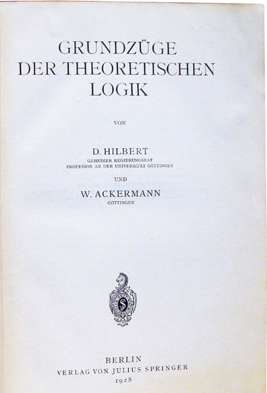 GRUNDZÜGE
DER THEORETISCHEN
LOGIK
VON
D. HILBERT
GEHEIMER REGIERUNGSRAT
PROFESSOR AN DER UNIVERSITÄT GÖTTINGEN
UND
W. ACKERMANN
GÖTTINGEN
BERLIN
VERLAG VON JULIUS SPRINGER
1928